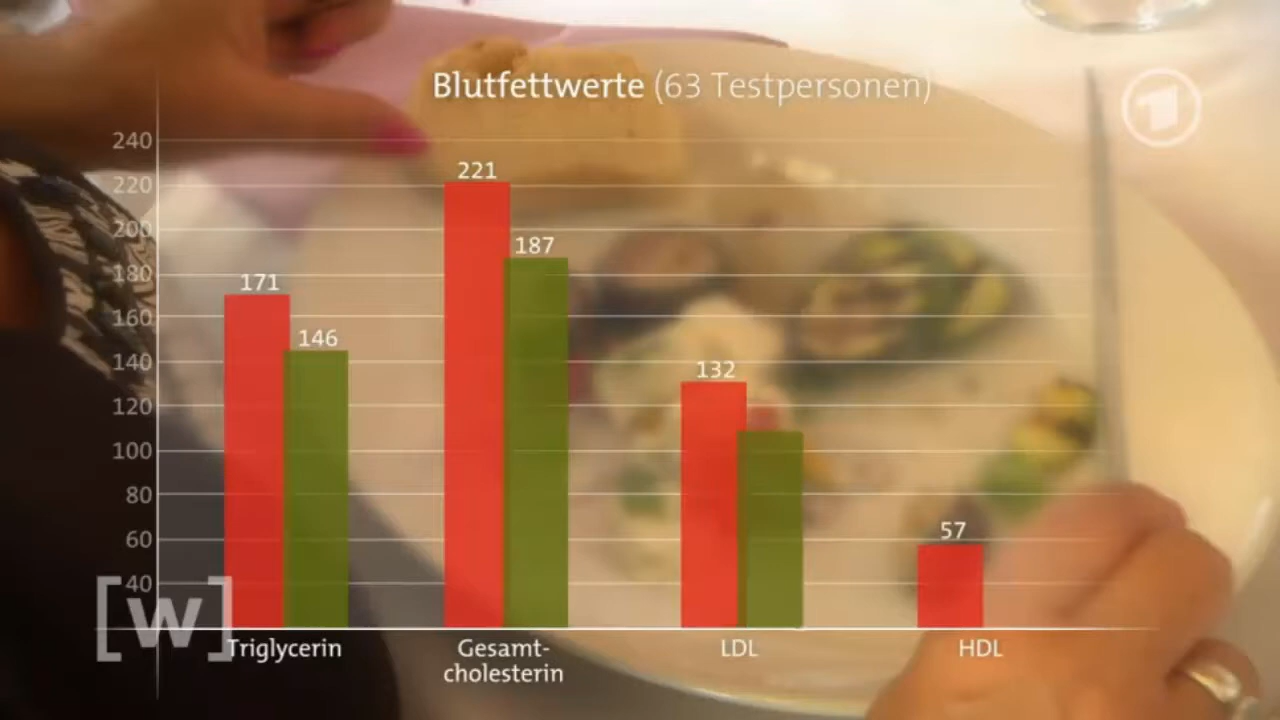 Blutfettwerte (63 Testpersonen)
1
240
220
200
180
160
140
120
100
80
60
40
171
146
221
187
132
57
[w]
Triglycerin
Gesamt-
cholesterin
LDL
HDL